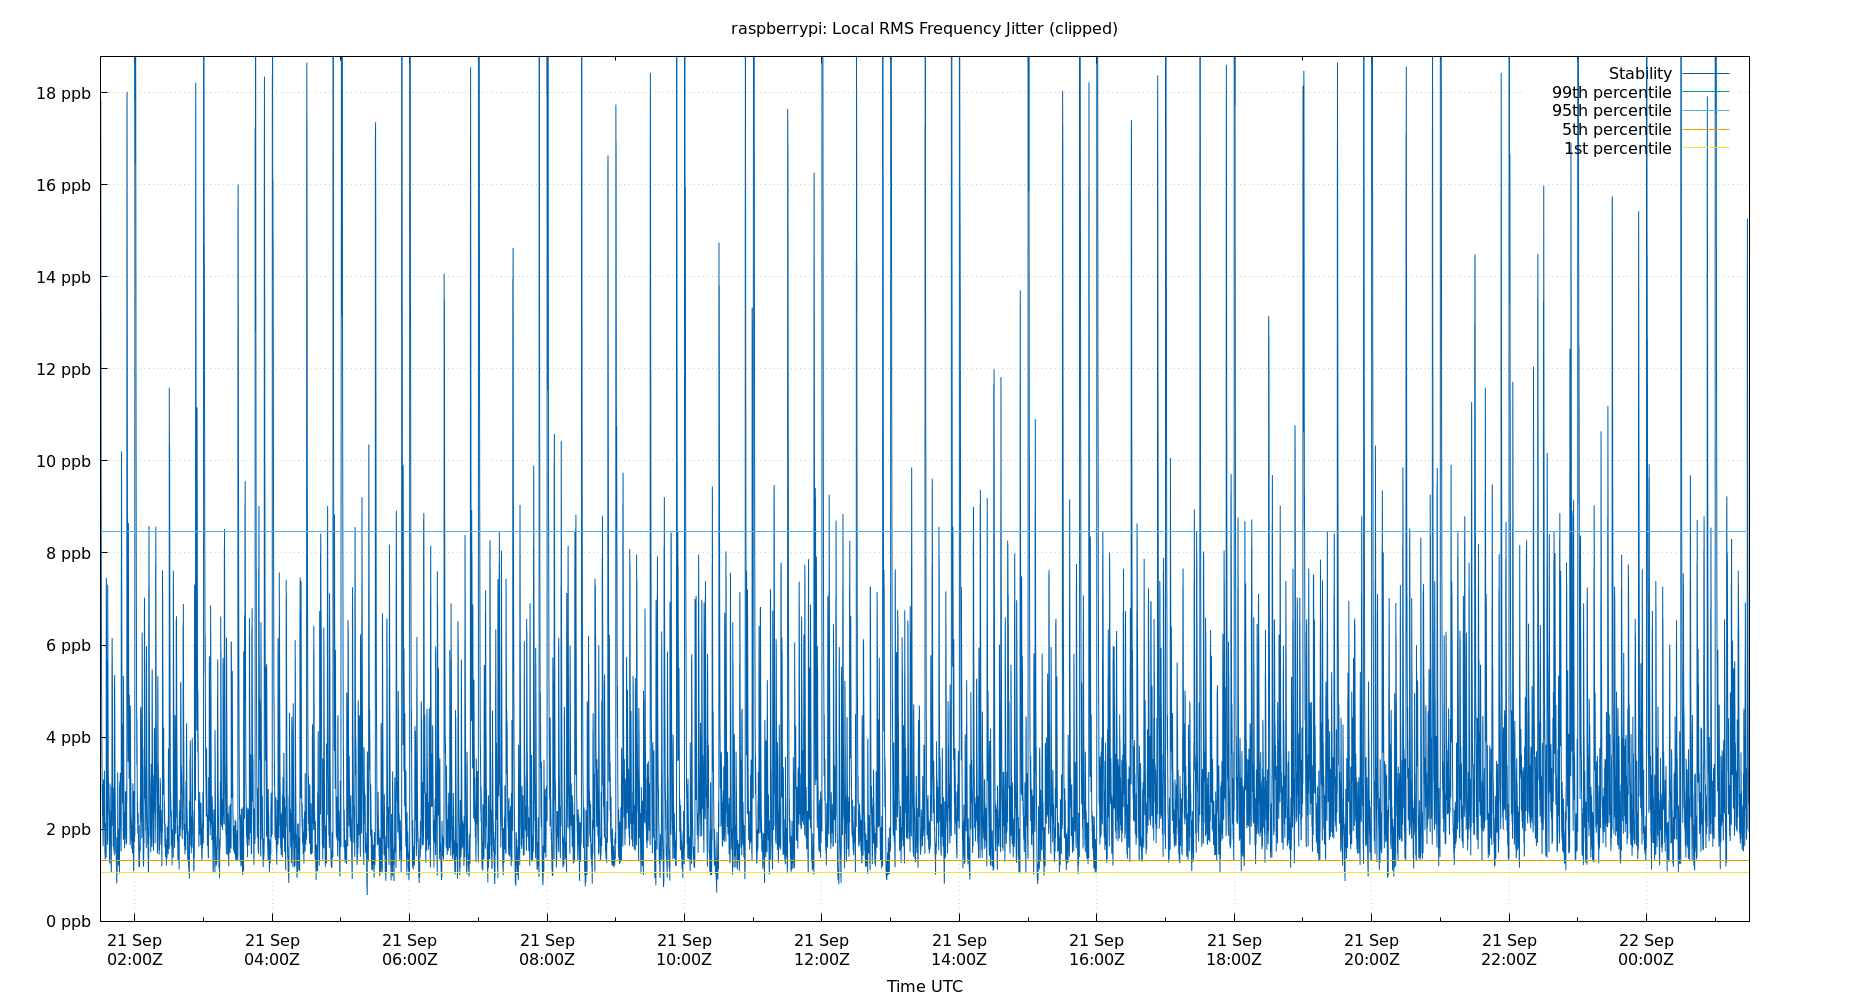 raspberrypi: Local RMS Frequency Jitter (clipped)
Stability
99th percentile
95th percentile
5th percentile
1st percentile
18 ppb
16 ppb
14 ppb
12 ppb
10 ppb
8 ppb
6 ppb
4 ppb
2 ppb
0 ppb
21 Sep 21 Sep 21 Sep 21 Sep 21 Sep 21 Sep 21 Sep 21 Sep 21 Sep 21 Sep 21 Sep 22 Sep
02:00Z 04:00Z 06:00Z 08:00Z 10:00Z 12:00Z 14:00Z 16:00Z 18:00Z 20:00Z 22:00Z 00:00Z
Time UTC